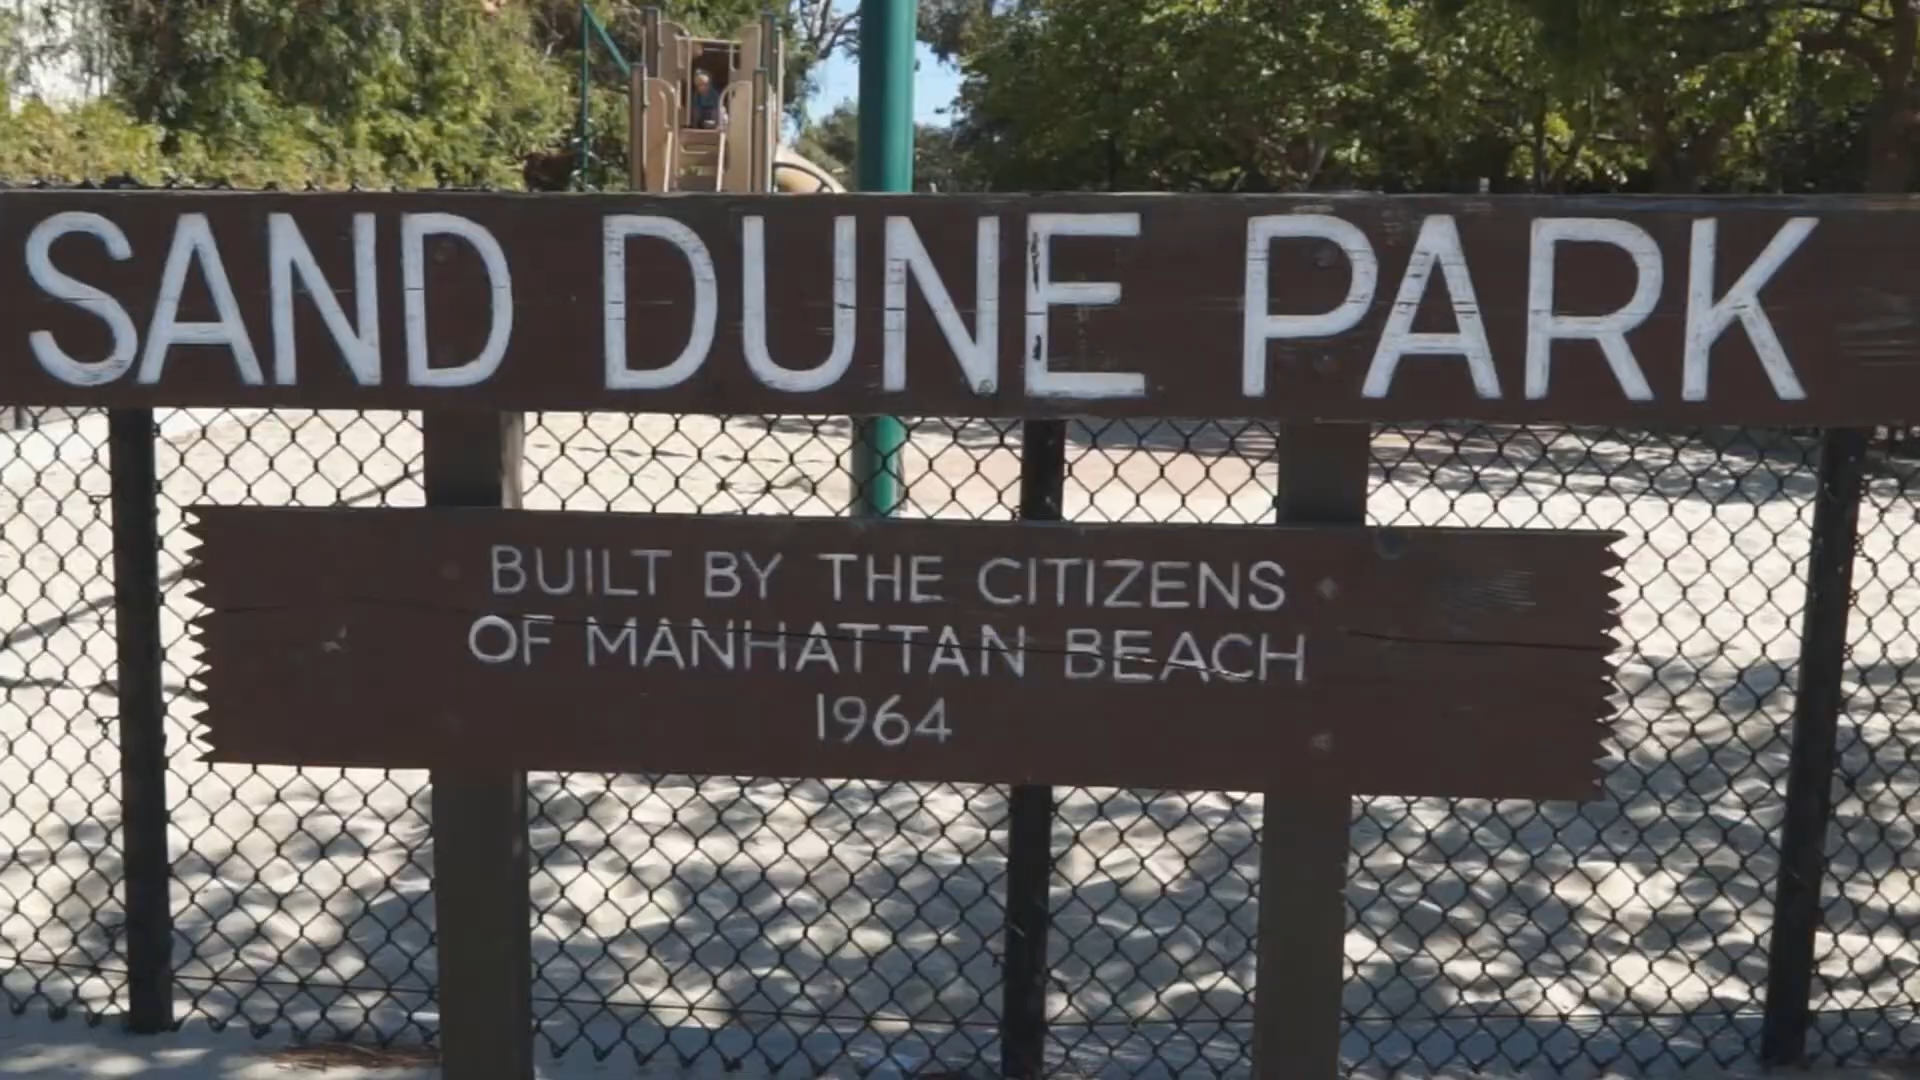 SAND DUNE PARK
BUILT BY THE CITIZENS
OF MANHATTAN BEACH
1964